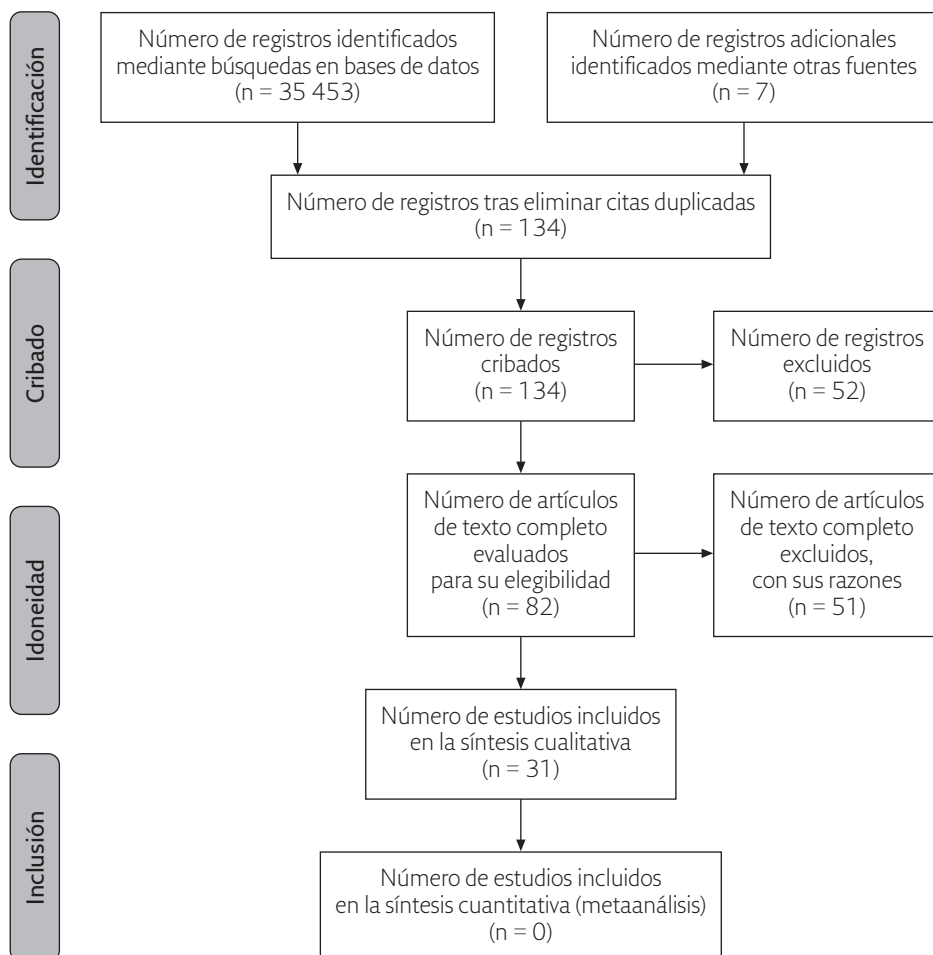 Identificación
Número de registros identificados
mediante búsquedas en bases de datos
(n = 35 453)
Número de registros adicionales
identificados mediante otras fuentes
(n = 7)
Número de registros tras eliminar citas duplicadas
(n = 134)
Cribado
Número de registros
cribados
(n = 134)
Número de registros
excluidos
(n = 52)
Idoneidad
Número de artículos
de texto completo
evaluados
para su elegibilidad
(n = 82)
Número de artículos
de texto completo
excluidos,
con sus razones
(n = 51)
Inclusión
Número de estudios incluidos
en la síntesis cualitativa
(n = 31)
Número de estudios incluidos
en la síntesis cuantitativa (metaanálisis)
(n = 0)